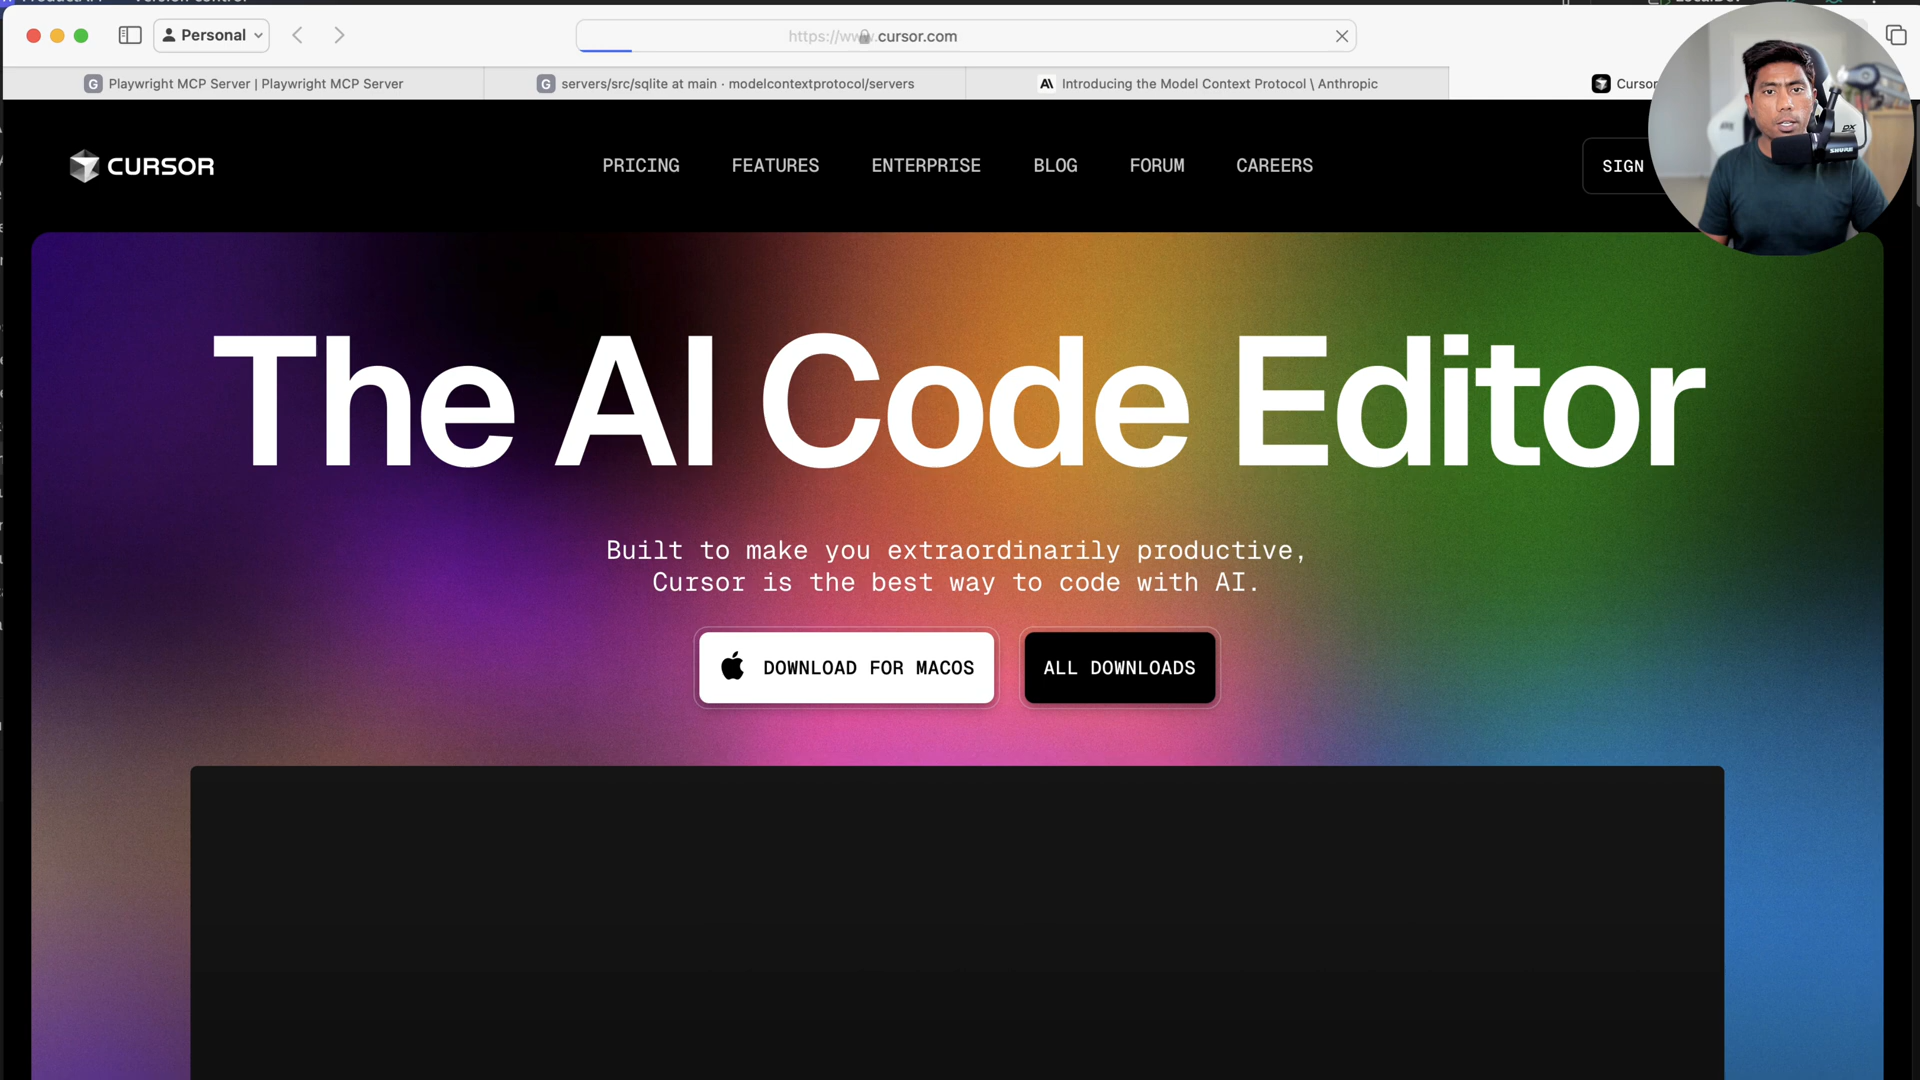 Personal
https://www.cursor.com
Playwright MCP Server | Playwright MCP Server
servers/src/sqlite at main · modelcontextprotocol/servers
Introducing the Model Context Protocol \ Anthropic
Cursor
CURSOR
PRICING
FEATURES
ENTERPRISE
BLOG
FORUM
CAREERS
SIGN
The AI Code Editor
Built to make you extraordinarily productive,
Cursor is the best way to code with AI.
DOWNLOAD FOR MACOS
ALL DOWNLOADS
SHURE